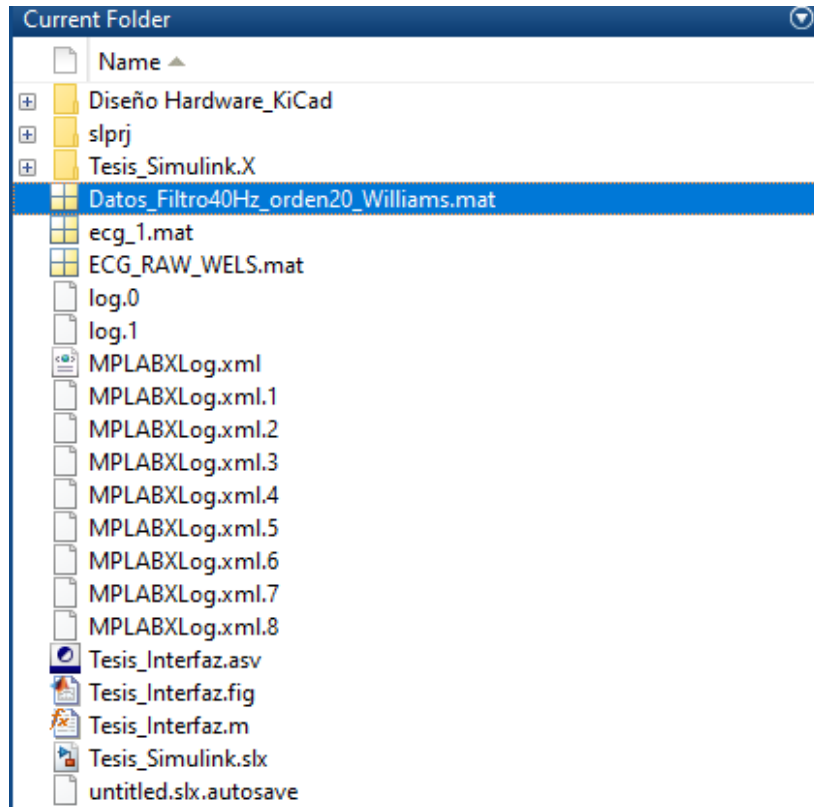 Current Folder
Name
Diseño Hardware_KiCad
slprj
Tesis_Simulink.X
Datos_Filtro40Hz_orden20_Williams.mat
ecg_1.mat
ECG_RAW_WELS.mat
log.0
log.1
MPLABXLog.xml
MPLABXLog.xml.1
MPLABXLog.xml.2
MPLABXLog.xml.3
MPLABXLog.xml.4
MPLABXLog.xml.5
MPLABXLog.xml.6
MPLABXLog.xml.7
MPLABXLog.xml.8
Tesis_Interfaz.asv
Tesis_Interfaz.fig
Tesis_Interfaz.m
Tesis_Simulink.slx
untitled.slx.autosave